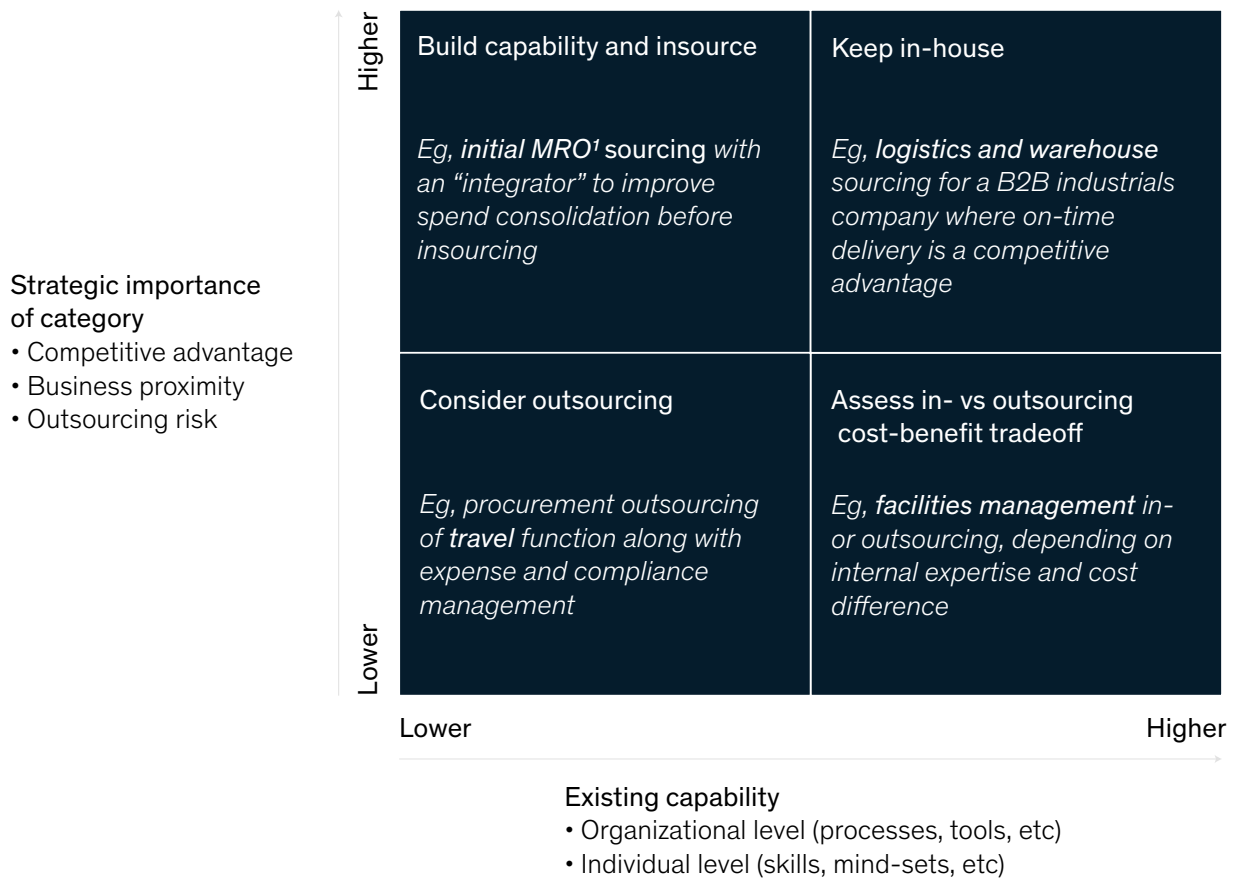 Higher
Build capability and insource
Eg, initial MRO¹ sourcing with
an “integrator” to improve
spend consolidation before
insourcing
Keep in-house
Eg, logistics and warehouse
sourcing for a B2B industrials
company where on-time
delivery is a competitive
advantage
Strategic importance
of category
• Competitive advantage
• Business proximity
• Outsourcing risk
Consider outsourcing
Eg, procurement outsourcing
of travel function along with
expense and compliance
management
Assess in- vs outsourcing
cost-benefit tradeoff
Eg, facilities management in-
or outsourcing, depending on
internal expertise and cost
difference
Lower
Lower
Higher
Existing capability
• Organizational level (processes, tools, etc)
• Individual level (skills, mind-sets, etc)